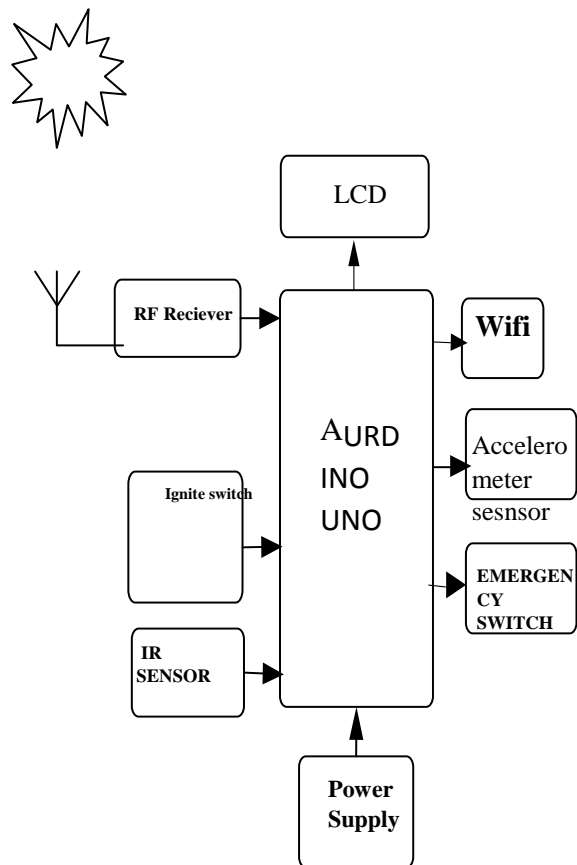 LCD
RF Reciever
Wifi
AURD
INO
UNO
Accelero
meter
sesnsor
Ignite switch
EMERGEN
CY
SWITCH
IR
SENSOR
Power
Supply